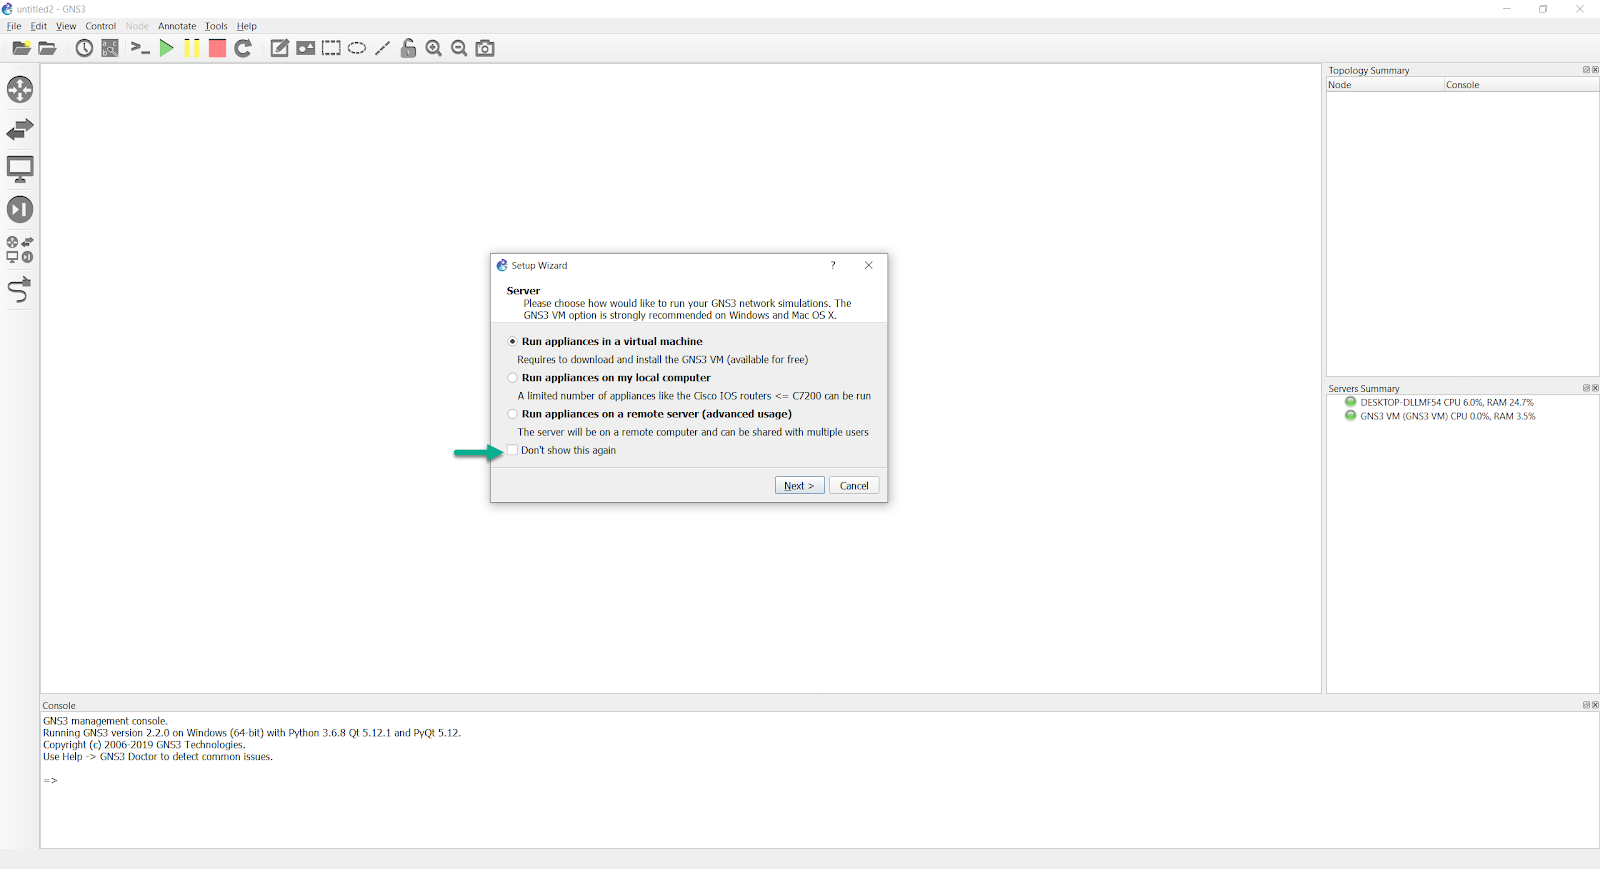 untitled2 - GNS3
File Edit View Control Node Annotate Tools Help
Topology Summary
Node Console
Setup Wizard ?
Server
Please choose how would like to run your GNS3 network simulations. The
GNS3 VM option is strongly recommended on Windows and Mac OS X.
Run appliances in a virtual machine
Requires to download and install the GNS3 VM (available for free)
Run appliances on my local computer
A limited number of appliances like the Cisco IOS routers <= C7200 can be run
Run appliances on a remote server (advanced usage)
The server will be on a remote computer and can be shared with multiple users
Don't show this again
Next > Cancel
Servers Summary
DESKTOP-DLLMF54 CPU 6.0%, RAM 24.7%
GNS3 VM (GNS3 VM) CPU 0.0%, RAM 3.5%
Console
GNS3 management console.
Running GNS3 version 2.2.0 on Windows (64-bit) with Python 3.6.8 Qt 5.12.1 and PyQt 5.12.
Copyright (c) 2006-2019 GNS3 Technologies.
Use Help -> GNS3 Doctor to detect common issues.
=>